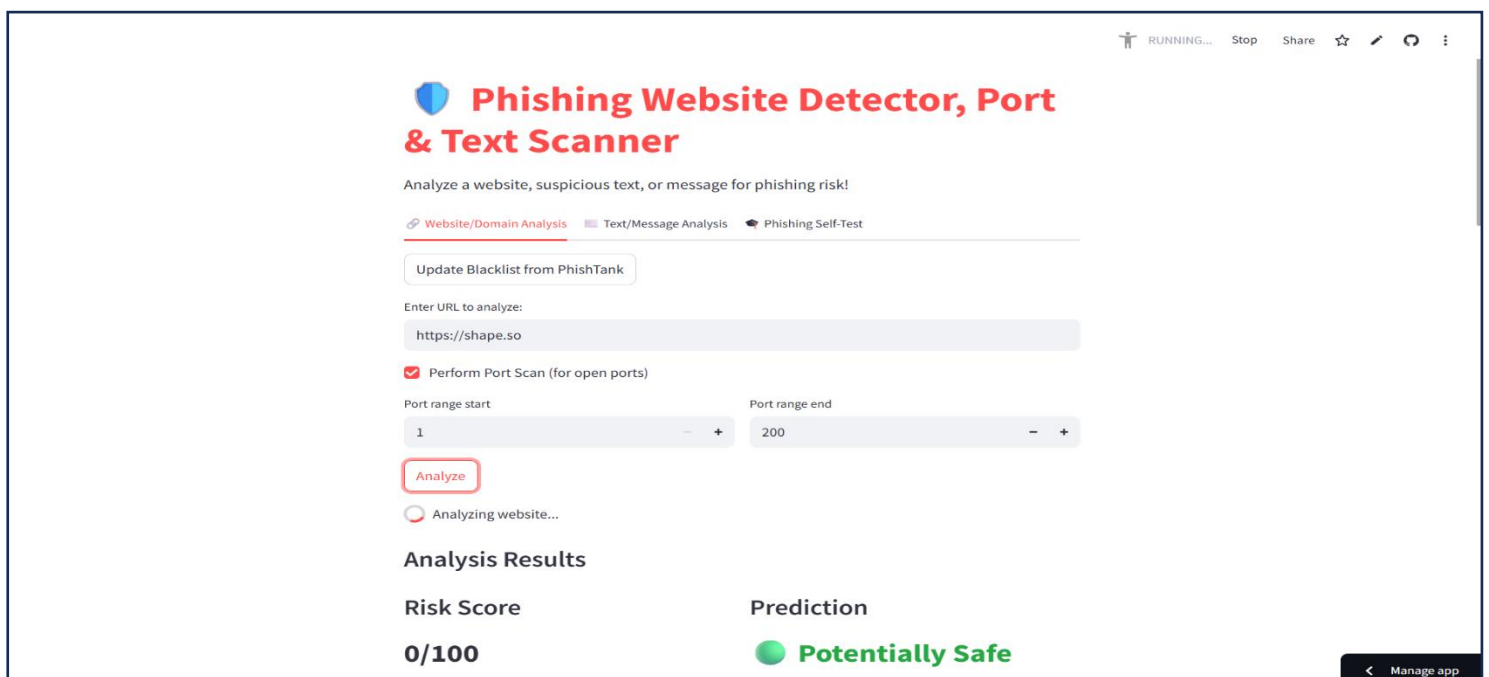 RUNNING... Stop Share
Phishing Website Detector, Port
& Text Scanner
Analyze a website, suspicious text, or message for phishing risk!
Website/Domain Analysis Text/Message Analysis Phishing Self-Test
Update Blacklist from PhishTank
Enter URL to analyze:
https://shape.so
Perform Port Scan (for open ports)
Port range start Port range end
1 - + 200 - +
Analyze
Analyzing website...
Analysis Results
Risk Score Prediction
0/100 Potentially Safe
< Manage app